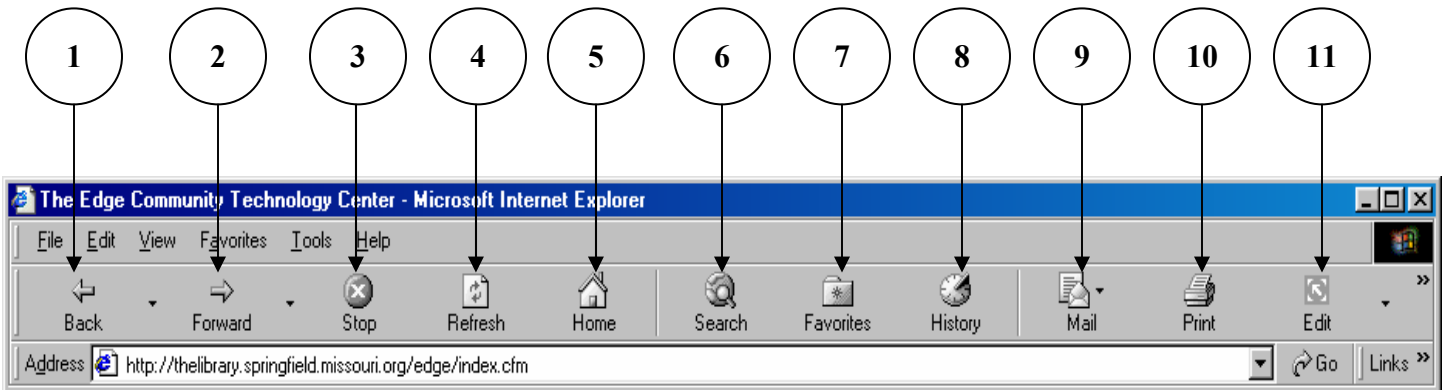 1 2 3 4 5 6 7 8 9 10 11
The Edge Community Technology Center - Microsoft Internet Explorer
File Edit View Favorites Tools Help
Back Forward Stop Refresh Home Search Favorites History Mail Print Edit
Address http://thelibrary.springfield.missouri.org/edge/index.cfm Go Links